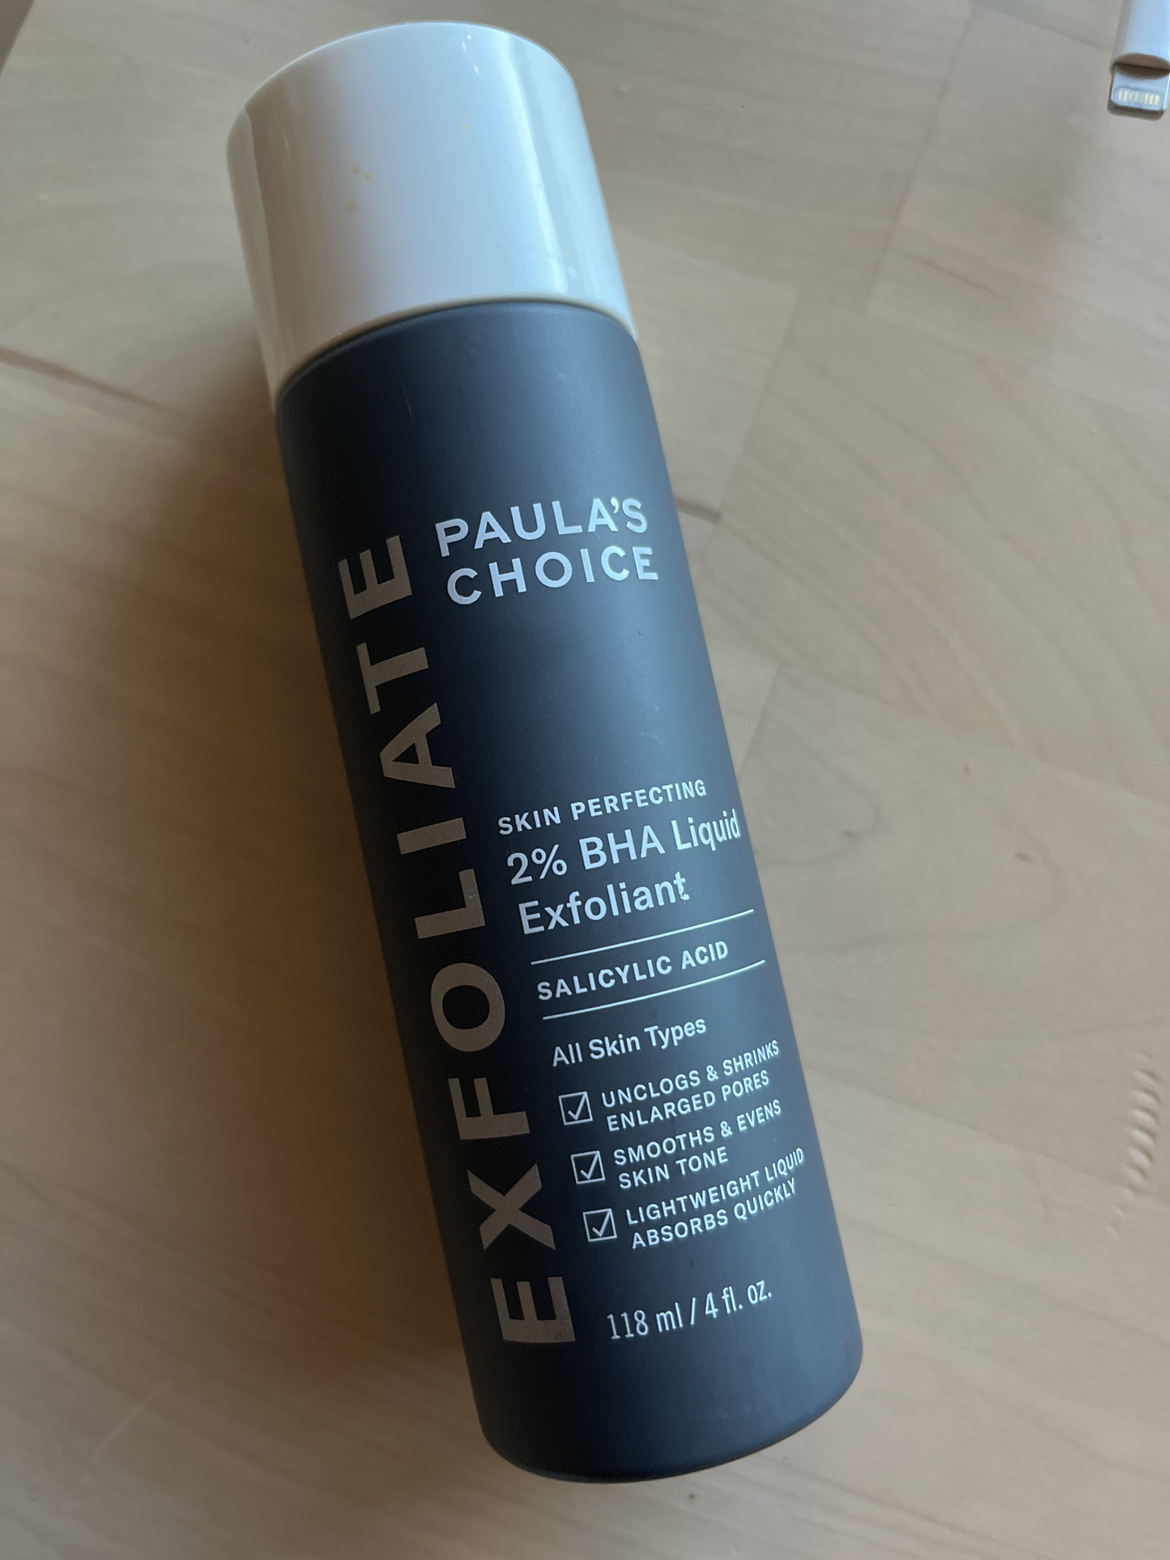 PAULA'S
CHOICE
EXFOLIATE
SKIN PERFECTING
2% BHA Liquid
Exfoliant
SALICYLIC ACID
All Skin Types
UNCLOGS & SHRINKS
ENLARGED PORES
SMOOTHS & EVENS
SKIN TONE
LIGHTWEIGHT LIQUID
ABSORBS QUICKLY
118 ml / 4 fl. oz.